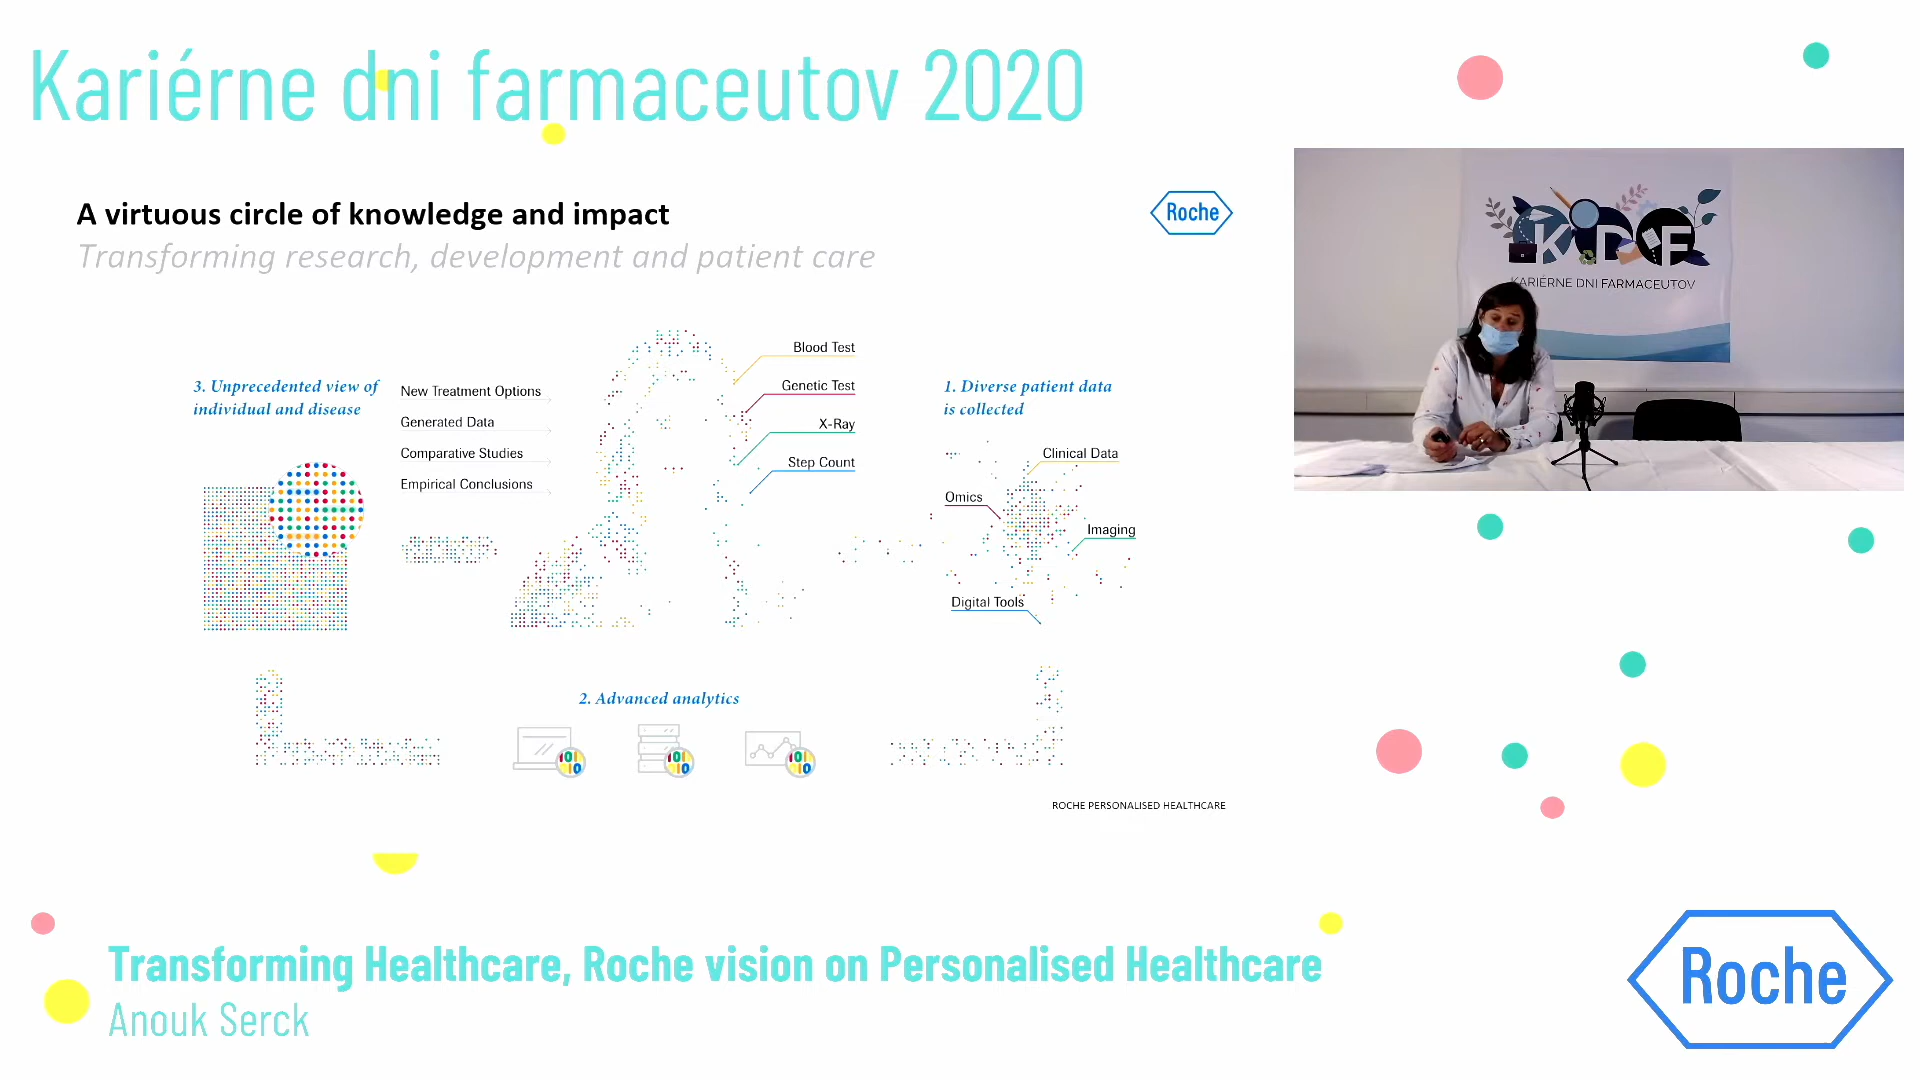 Kariérne dni farmaceutov 2020
A virtuous circle of knowledge and impact
Transforming research, development and patient care
Roche
3. Unprecedented view of
individual and disease
New Treatment Options
Generated Data
Comparative Studies
Empirical Conclusions
Blood Test
Genetic Test
X-Ray
Step Count
1. Diverse patient data
is collected
Clinical Data
Omics
Imaging
Digital Tools
2. Advanced analytics
ROCHE PERSONALISED HEALTHCARE
KDF
KARIÉRNE DNI FARMACEUTOV
Transforming Healthcare, Roche vision on Personalised Healthcare
Anouk Serck
Roche